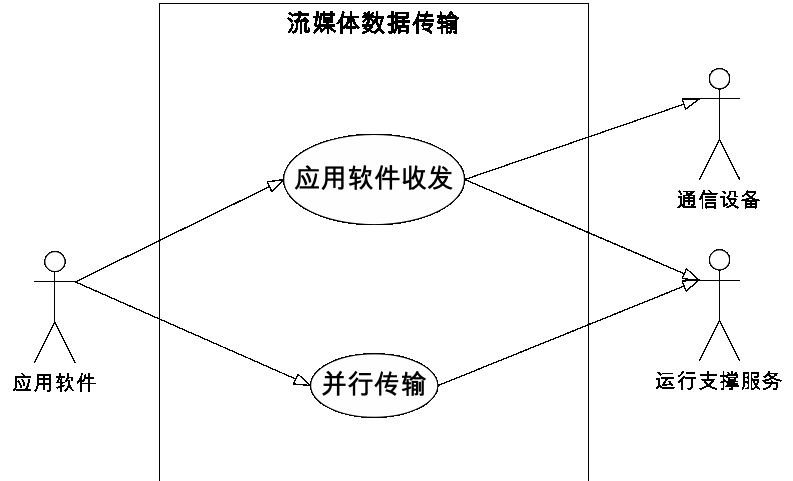 流媒体数据传输
应用软件收发
通信设备
应用软件
并行传输
运行支撑服务